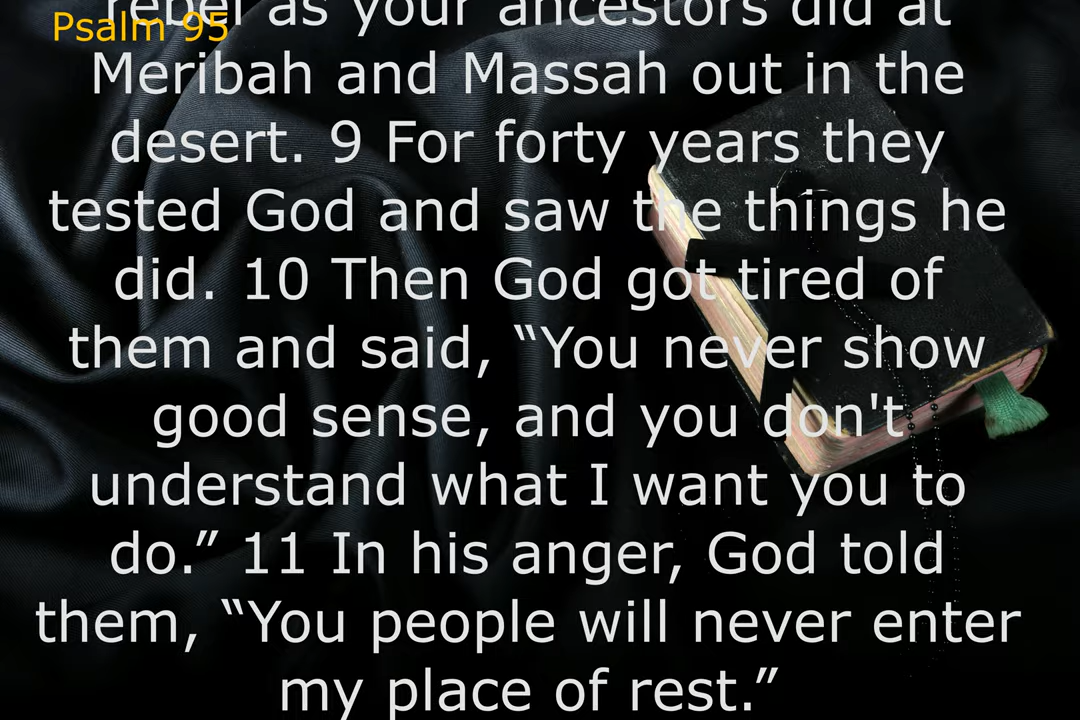 rebel as your ancestors did at
Psalm 95
Meribah and Massah out in the
desert. 9 For forty years they
tested God and saw the things he
did. 10 Then God got tired of
them and said, “You never show
good sense, and you don't
understand what I want you to
do.” 11 In his anger, God told
them, “You people will never enter
my place of rest.”